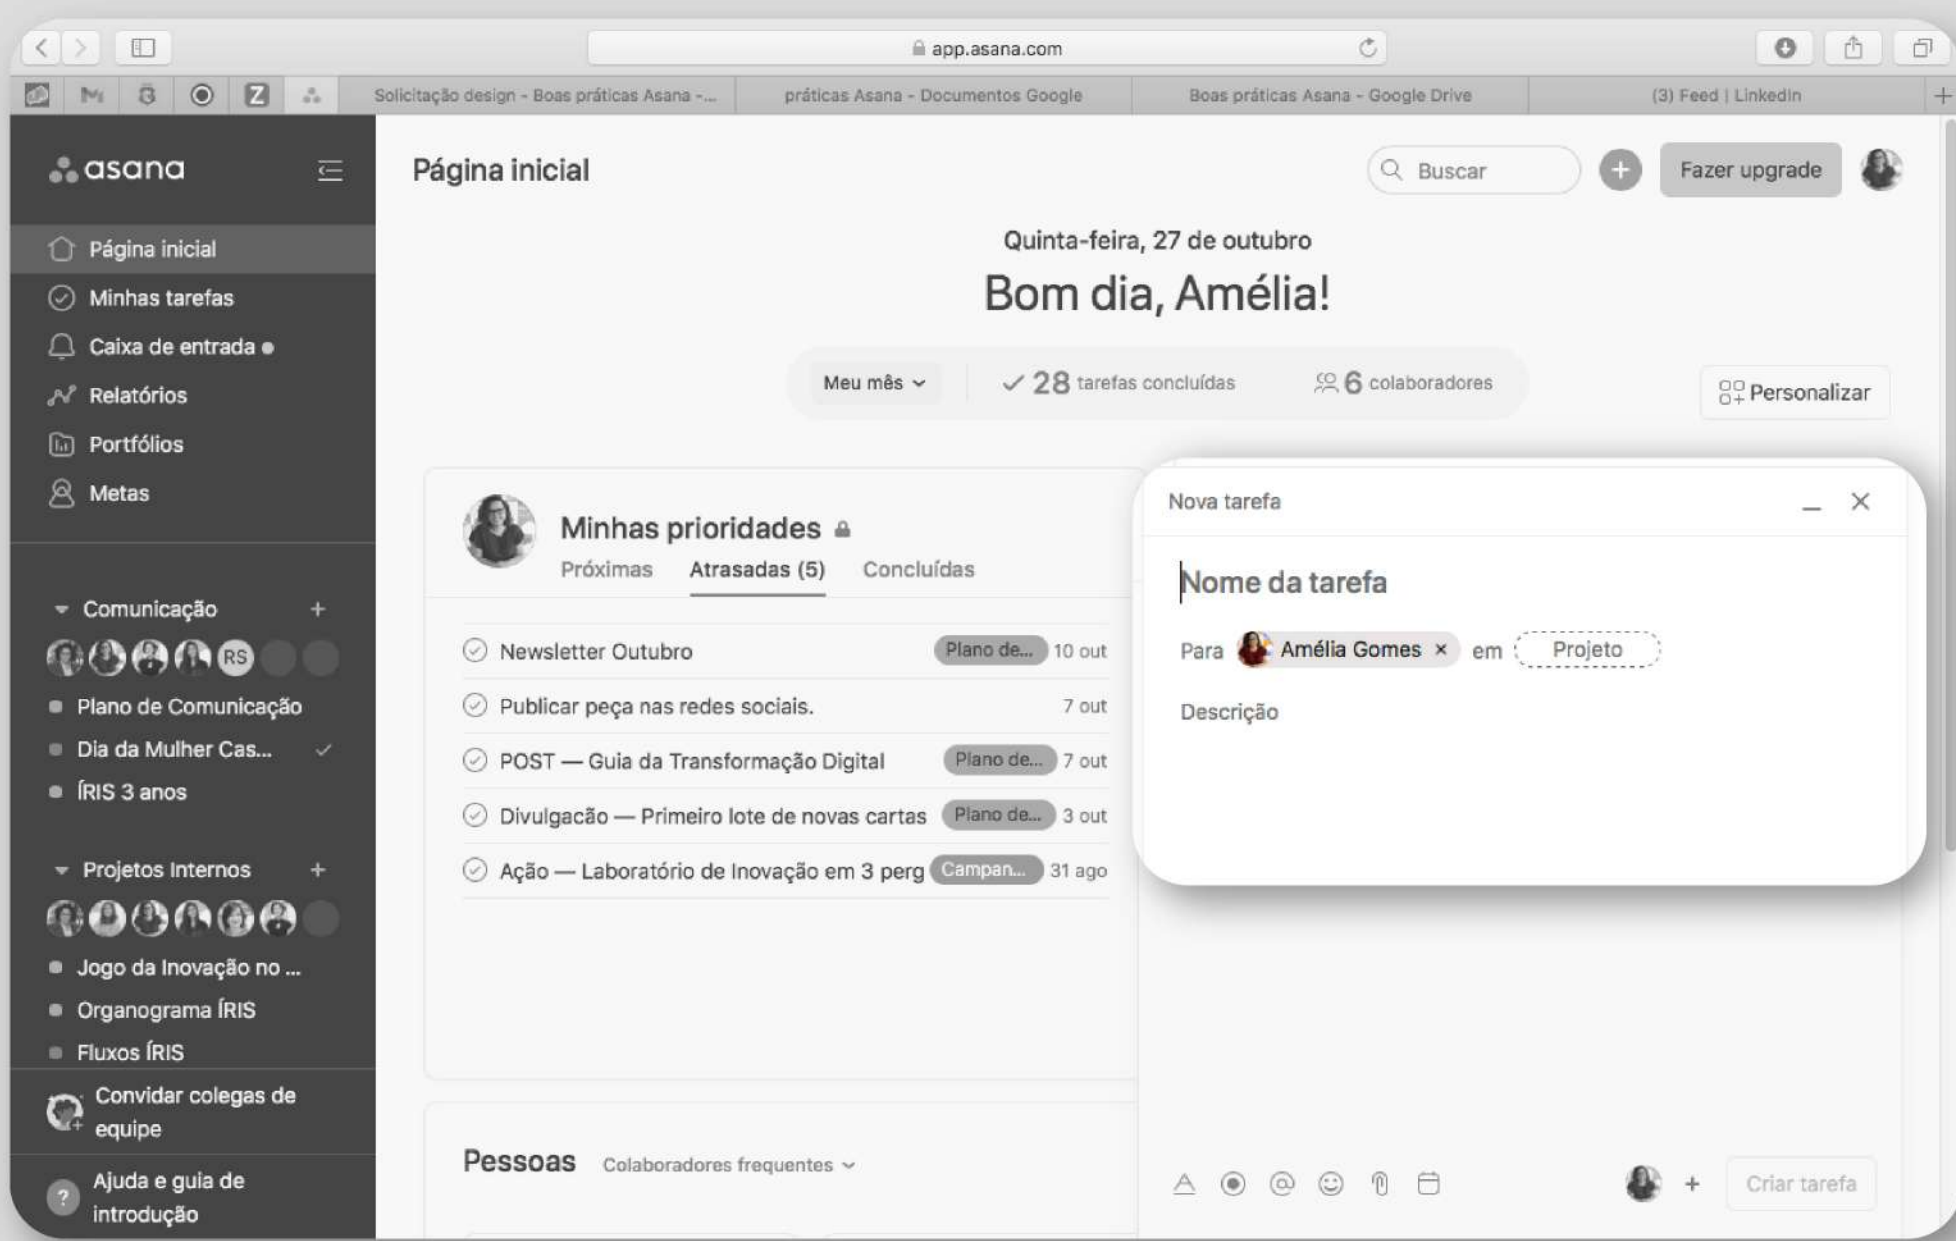 app.asana.com
Solicitação design - Boas práticas Asana -...
práticas Asana - Documentos Google
Boas práticas Asana - Google Drive
(3) Feed | LinkedIn
asana
Página inicial
Minhas tarefas
Caixa de entrada
Relatórios
Portfólios
Metas
Comunicação
RS
Plano de Comunicação
Dia da Mulher Cas...
ÍRIS 3 anos
Projetos Internos
Jogo da Inovação no ...
Organograma ÍRIS
Fluxos ÍRIS
Convidar colegas de
equipe
Ajuda e guia de
introdução
Página inicial
Buscar
Fazer upgrade
Quinta-feira, 27 de outubro
Bom dia, Amélia!
Meu mês
28 tarefas concluídas
6 colaboradores
Personalizar
Minhas prioridades
Próximas Atrasadas (5) Concluídas
Newsletter Outubro Plano de... 10 out
Publicar peça nas redes sociais. 7 out
POST — Guia da Transformação Digital Plano de... 7 out
Divulgacão — Primeiro lote de novas cartas Plano de... 3 out
Ação — Laboratório de Inovação em 3 perg Campan... 31 ago
Pessoas Colaboradores frequentes
Nova tarefa
Nome da tarefa
Para Amélia Gomes × em Projeto
Descrição
Criar tarefa